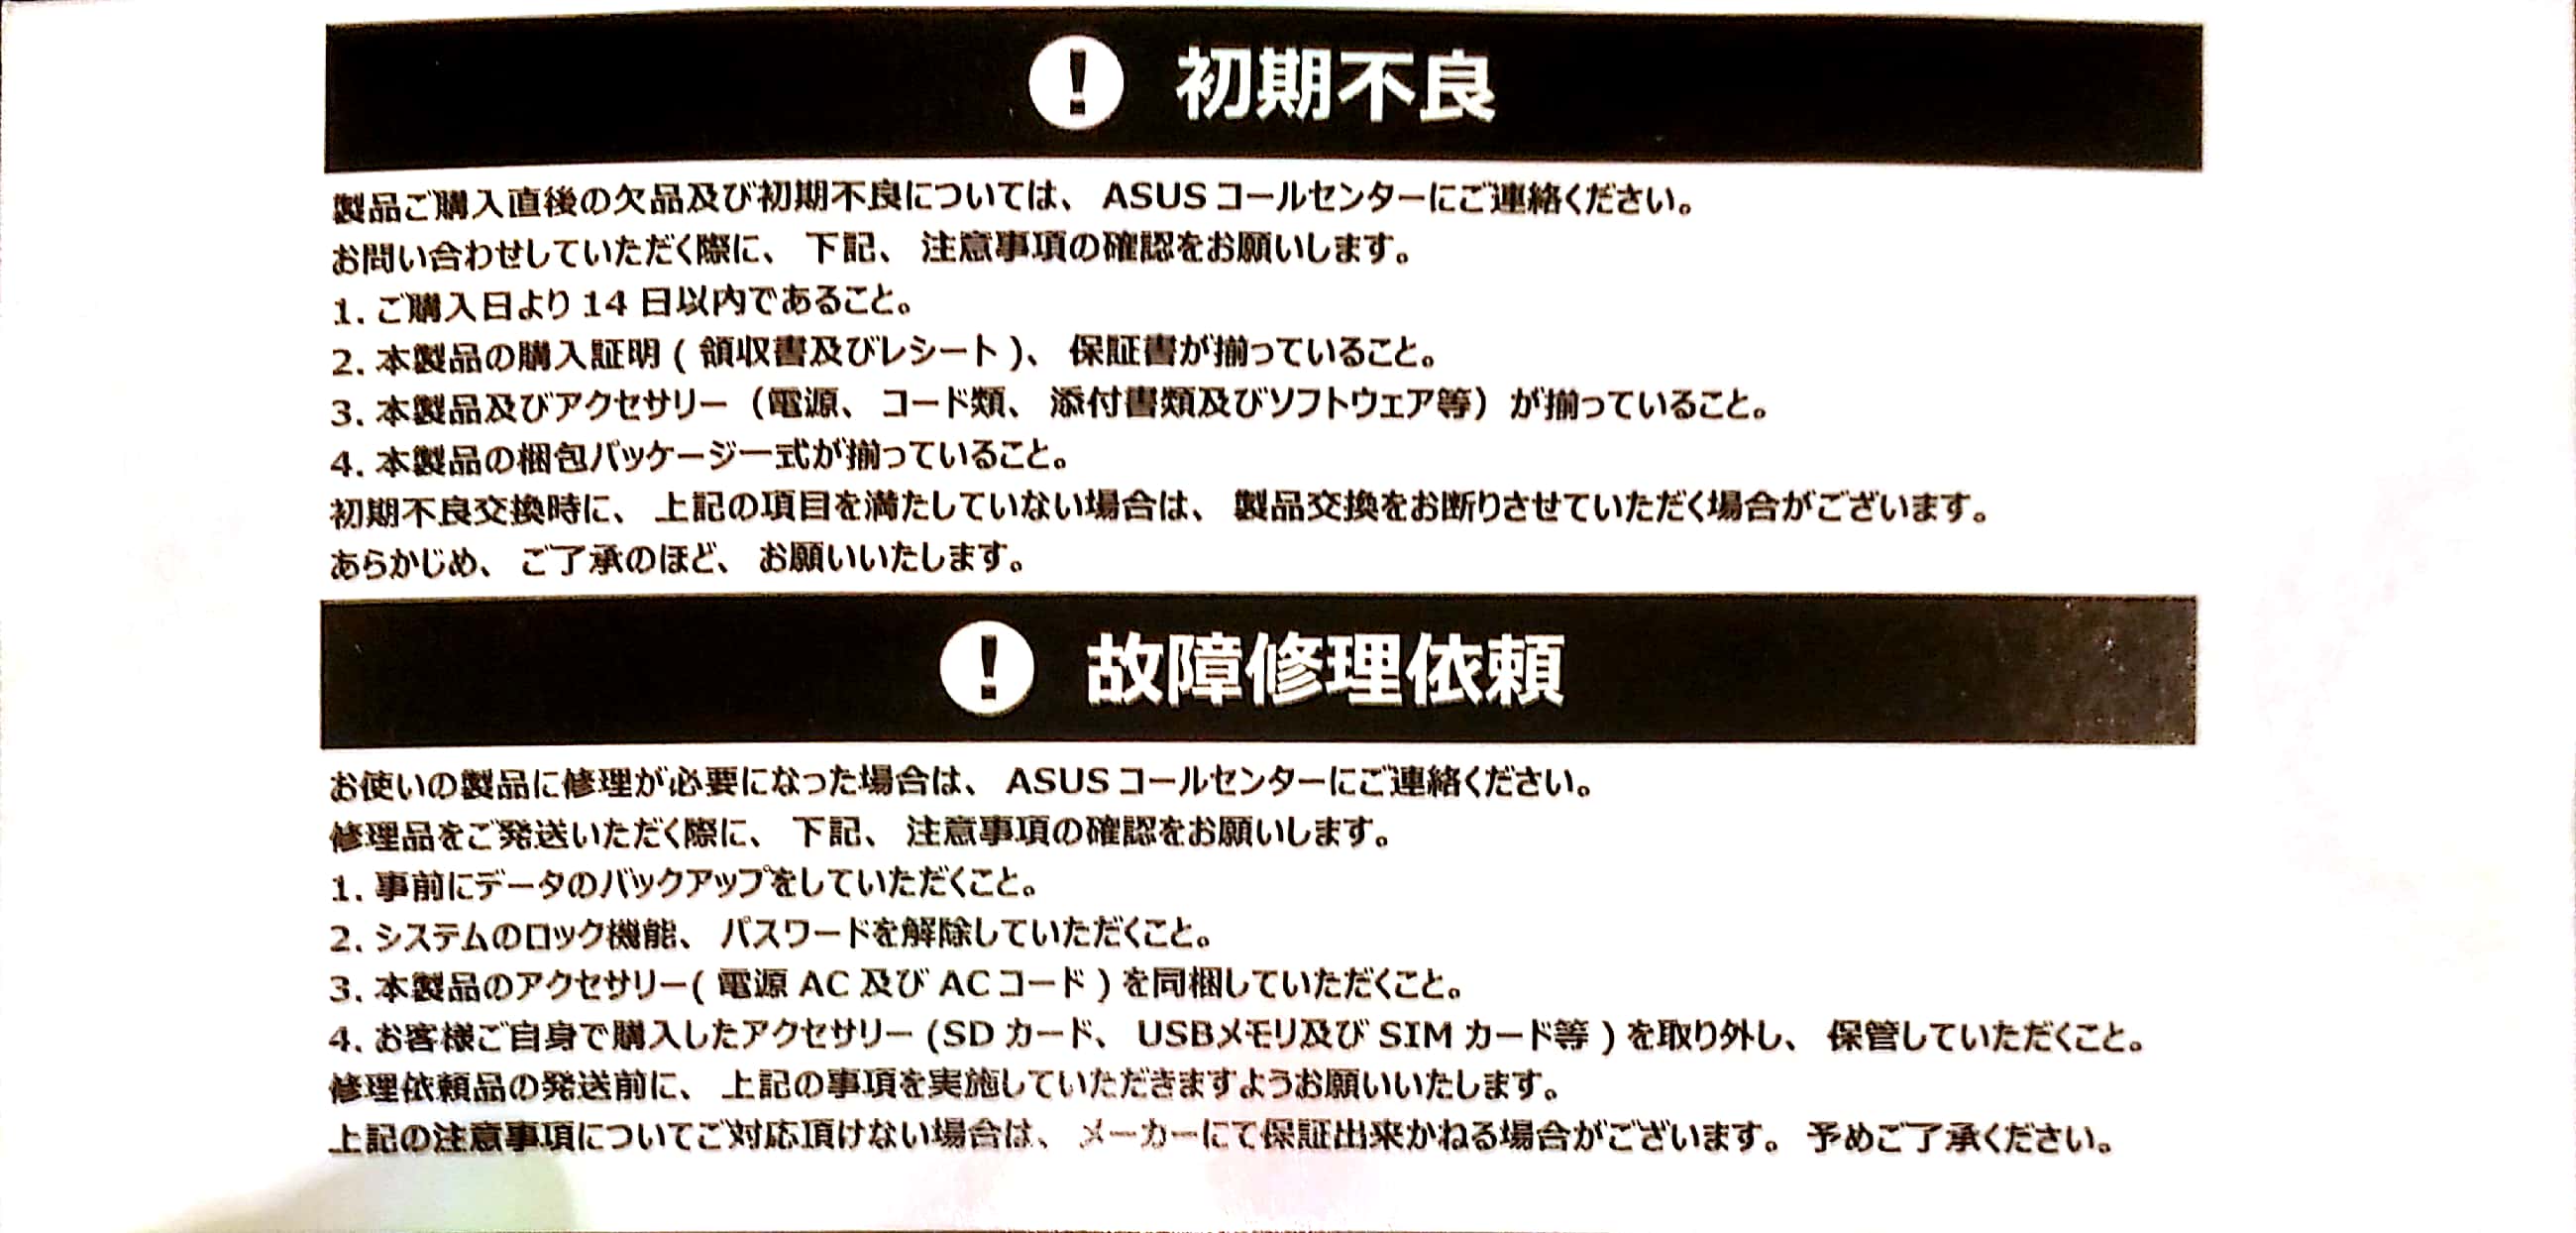 ! 初期不良
製品ご購入直後の欠品及び初期不良については、 ASUS コールセンターにご連絡ください。
お問い合わせしていただく際に、 下記、 注意事項の確認をお願いします。
1. ご購入日より 14 日以内であること。
2. 本製品の購入証明 ( 領収書及びレシート )、 保証書が揃っていること。
3. 本製品及びアクセサリー（電源、 コード類、 添付書類及びソフトウェア等）が揃っていること。
4. 本製品の梱包パッケージ一式が揃っていること。
初期不良交換時に、 上記の項目を満たしていない場合は、 製品交換をお断りさせていただく場合がございます。
あらかじめ、 ご了承のほど、 お願いいたします。
! 故障修理依頼
お使いの製品に修理が必要になった場合は、 ASUS コールセンターにご連絡ください。
修理品をご発送いただく際に、 下記、 注意事項の確認をお願いします。
1. 事前にデータのバックアップをしていただくこと。
2. システムのロック機能、 パスワードを解除していただくこと。
3. 本製品のアクセサリー( 電源 AC 及び AC コード ) を同梱していただくこと。
4. お客様ご自身で購入したアクセサリー (SD カード、 USBメモリ及び SIM カード等 ) を取り外し、 保管していただくこと。
修理依頼品の発送前に、 上記の事項を実施していただきますようお願いいたします。
上記の注意事項についてご対応頂けない場合は、 メーカーにて保証出来かねる場合がございます。 予めご了承ください。